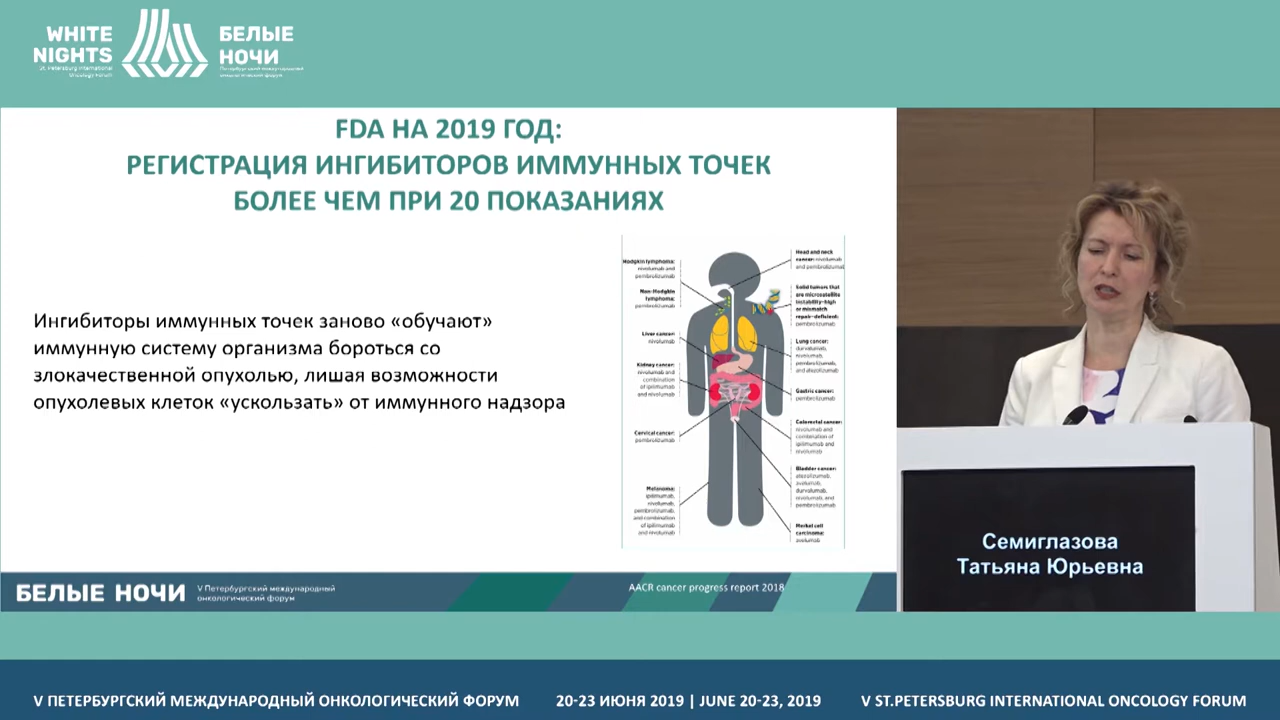 WHITE
NIGHTS
St. Petersburg International
Oncology Forum
БЕЛЫЕ
НОЧИ
Петербургский международный
онкологический форум
FDA НА 2019 ГОД:
РЕГИСТРАЦИЯ ИНГИБИТОРОВ ИММУННЫХ ТОЧЕК
БОЛЕЕ ЧЕМ ПРИ 20 ПОКАЗАНИЯХ
Ингибиторы иммунных точек заново «обучают»
иммунную систему организма бороться со
злокачественной опухолью, лишая возможности
опухолевых клеток «ускользать» от иммунного надзора
Hodgkin lymphoma:
nivolumab and
pembrolizumab
Non-Hodgkin
lymphoma:
pembrolizumab
Liver cancer:
nivolumab
Kidney cancer:
nivolumab and
combination
of ipilimumab
and nivolumab
Cervical cancer:
pembrolizumab
Melanoma:
ipilimumab,
nivolumab,
pembrolizumab,
and combination
of ipilimumab
and nivolumab
Head and neck
cancer: nivolumab
and pembrolizumab
Solid tumors that
are microsatellite
instability-high
or mismatch
repair-deficient:
pembrolizumab
Lung cancer:
durvalumab,
nivolumab,
pembrolizumab,
and atezolizumab
Gastric cancer:
pembrolizumab
Colorectal cancer:
nivolumab and
combination of
ipilimumab and
nivolumab
Bladder cancer:
atezolizumab,
avelumab,
durvalumab,
nivolumab, and
pembrolizumab
Merkel cell
carcinoma:
avelumab
БЕЛЫЕ НОЧИ
V Петербургский международный
онкологический форум
AACR cancer progress report 2018
Семиглазова
Татьяна Юрьевна
V ПЕТЕРБУРГСКИЙ МЕЖДУНАРОДНЫЙ ОНКОЛОГИЧЕСКИЙ ФОРУМ
20-23 ИЮНЯ 2019 | JUNE 20-23, 2019
V ST.PETERSBURG INTERNATIONAL ONCOLOGY FORUM